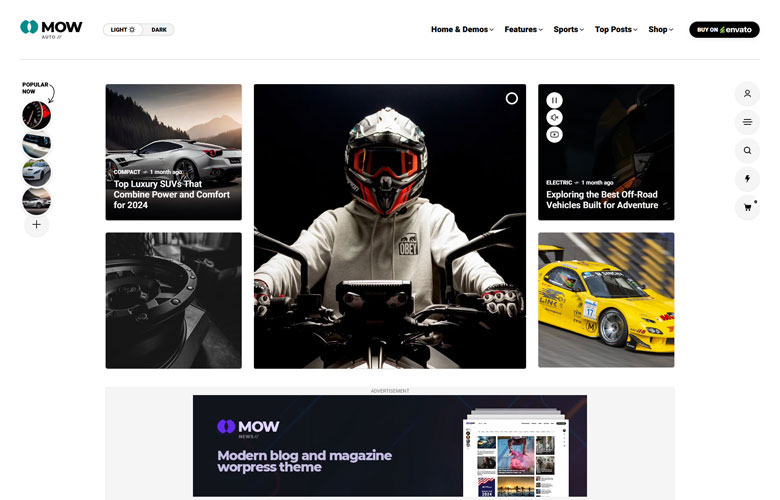 MOW
AUTO //
LIGHT
DARK
Home & Demos
Features
Sports
Top Posts
Shop
BUY ON envato
POPULAR
NOW
COMPACT 1 month ago
Top Luxury SUVs That
Combine Power and Comfort
for 2024
OBEY
ELECTRIC 1 month ago
Exploring the Best Off-Road
Vehicles Built for Adventure
17
ADVERTISEMENT
MOW
NEWS //
Modern blog and magazine
worpress theme